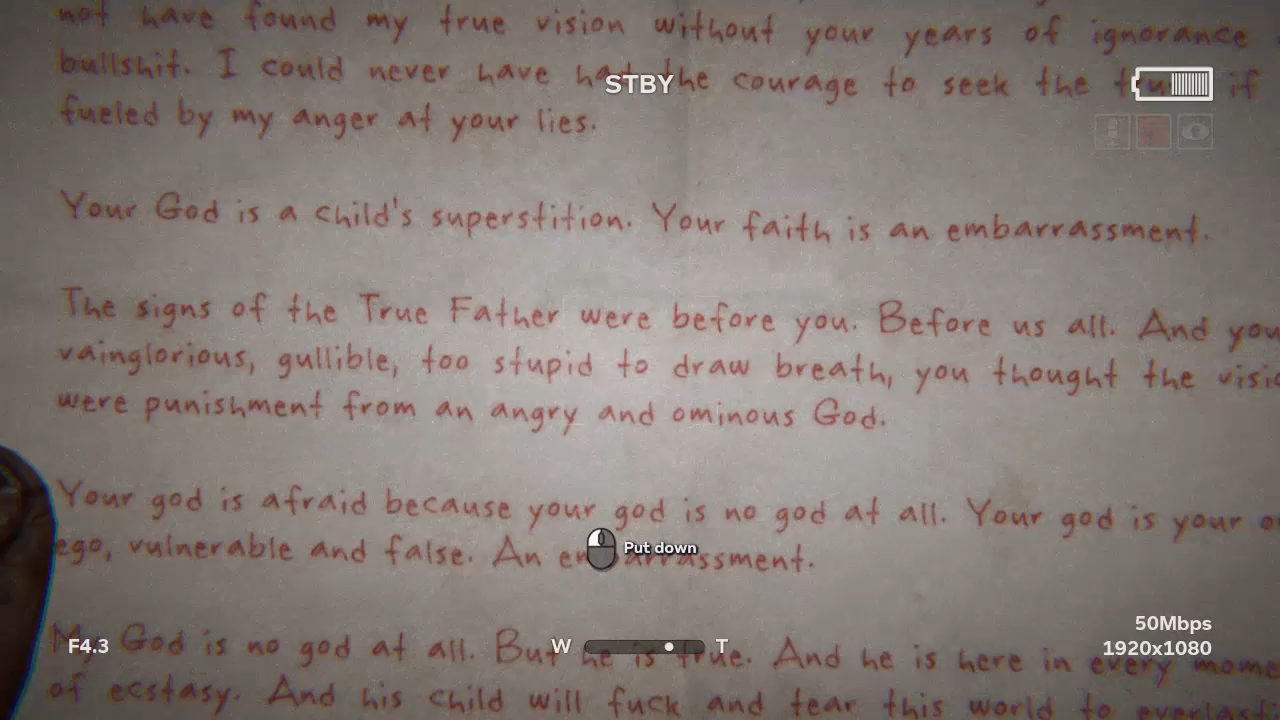 not have found my true vision without your years of ignorance
bullshit. I could never have had the courage to seek the if
STBY
fueled by my anger at your lies.
Your God is a child's superstition. Your faith is an embarrassment.
The signs of the True Father were before you. Before us all. And you
vainglorious, gullible, too stupid to draw breath, you thought the
were punishment from an angry and ominous God.
Your god is afraid because your god is no god at all. Your god is your
ego, vulnerable and false. An embarrassment.
Put down
My God is no god at all. But he is true. And he is here in every
of ecstasy. And his child will fuck and tear this world to
F4.3
W T
50Mbps
1920x1080